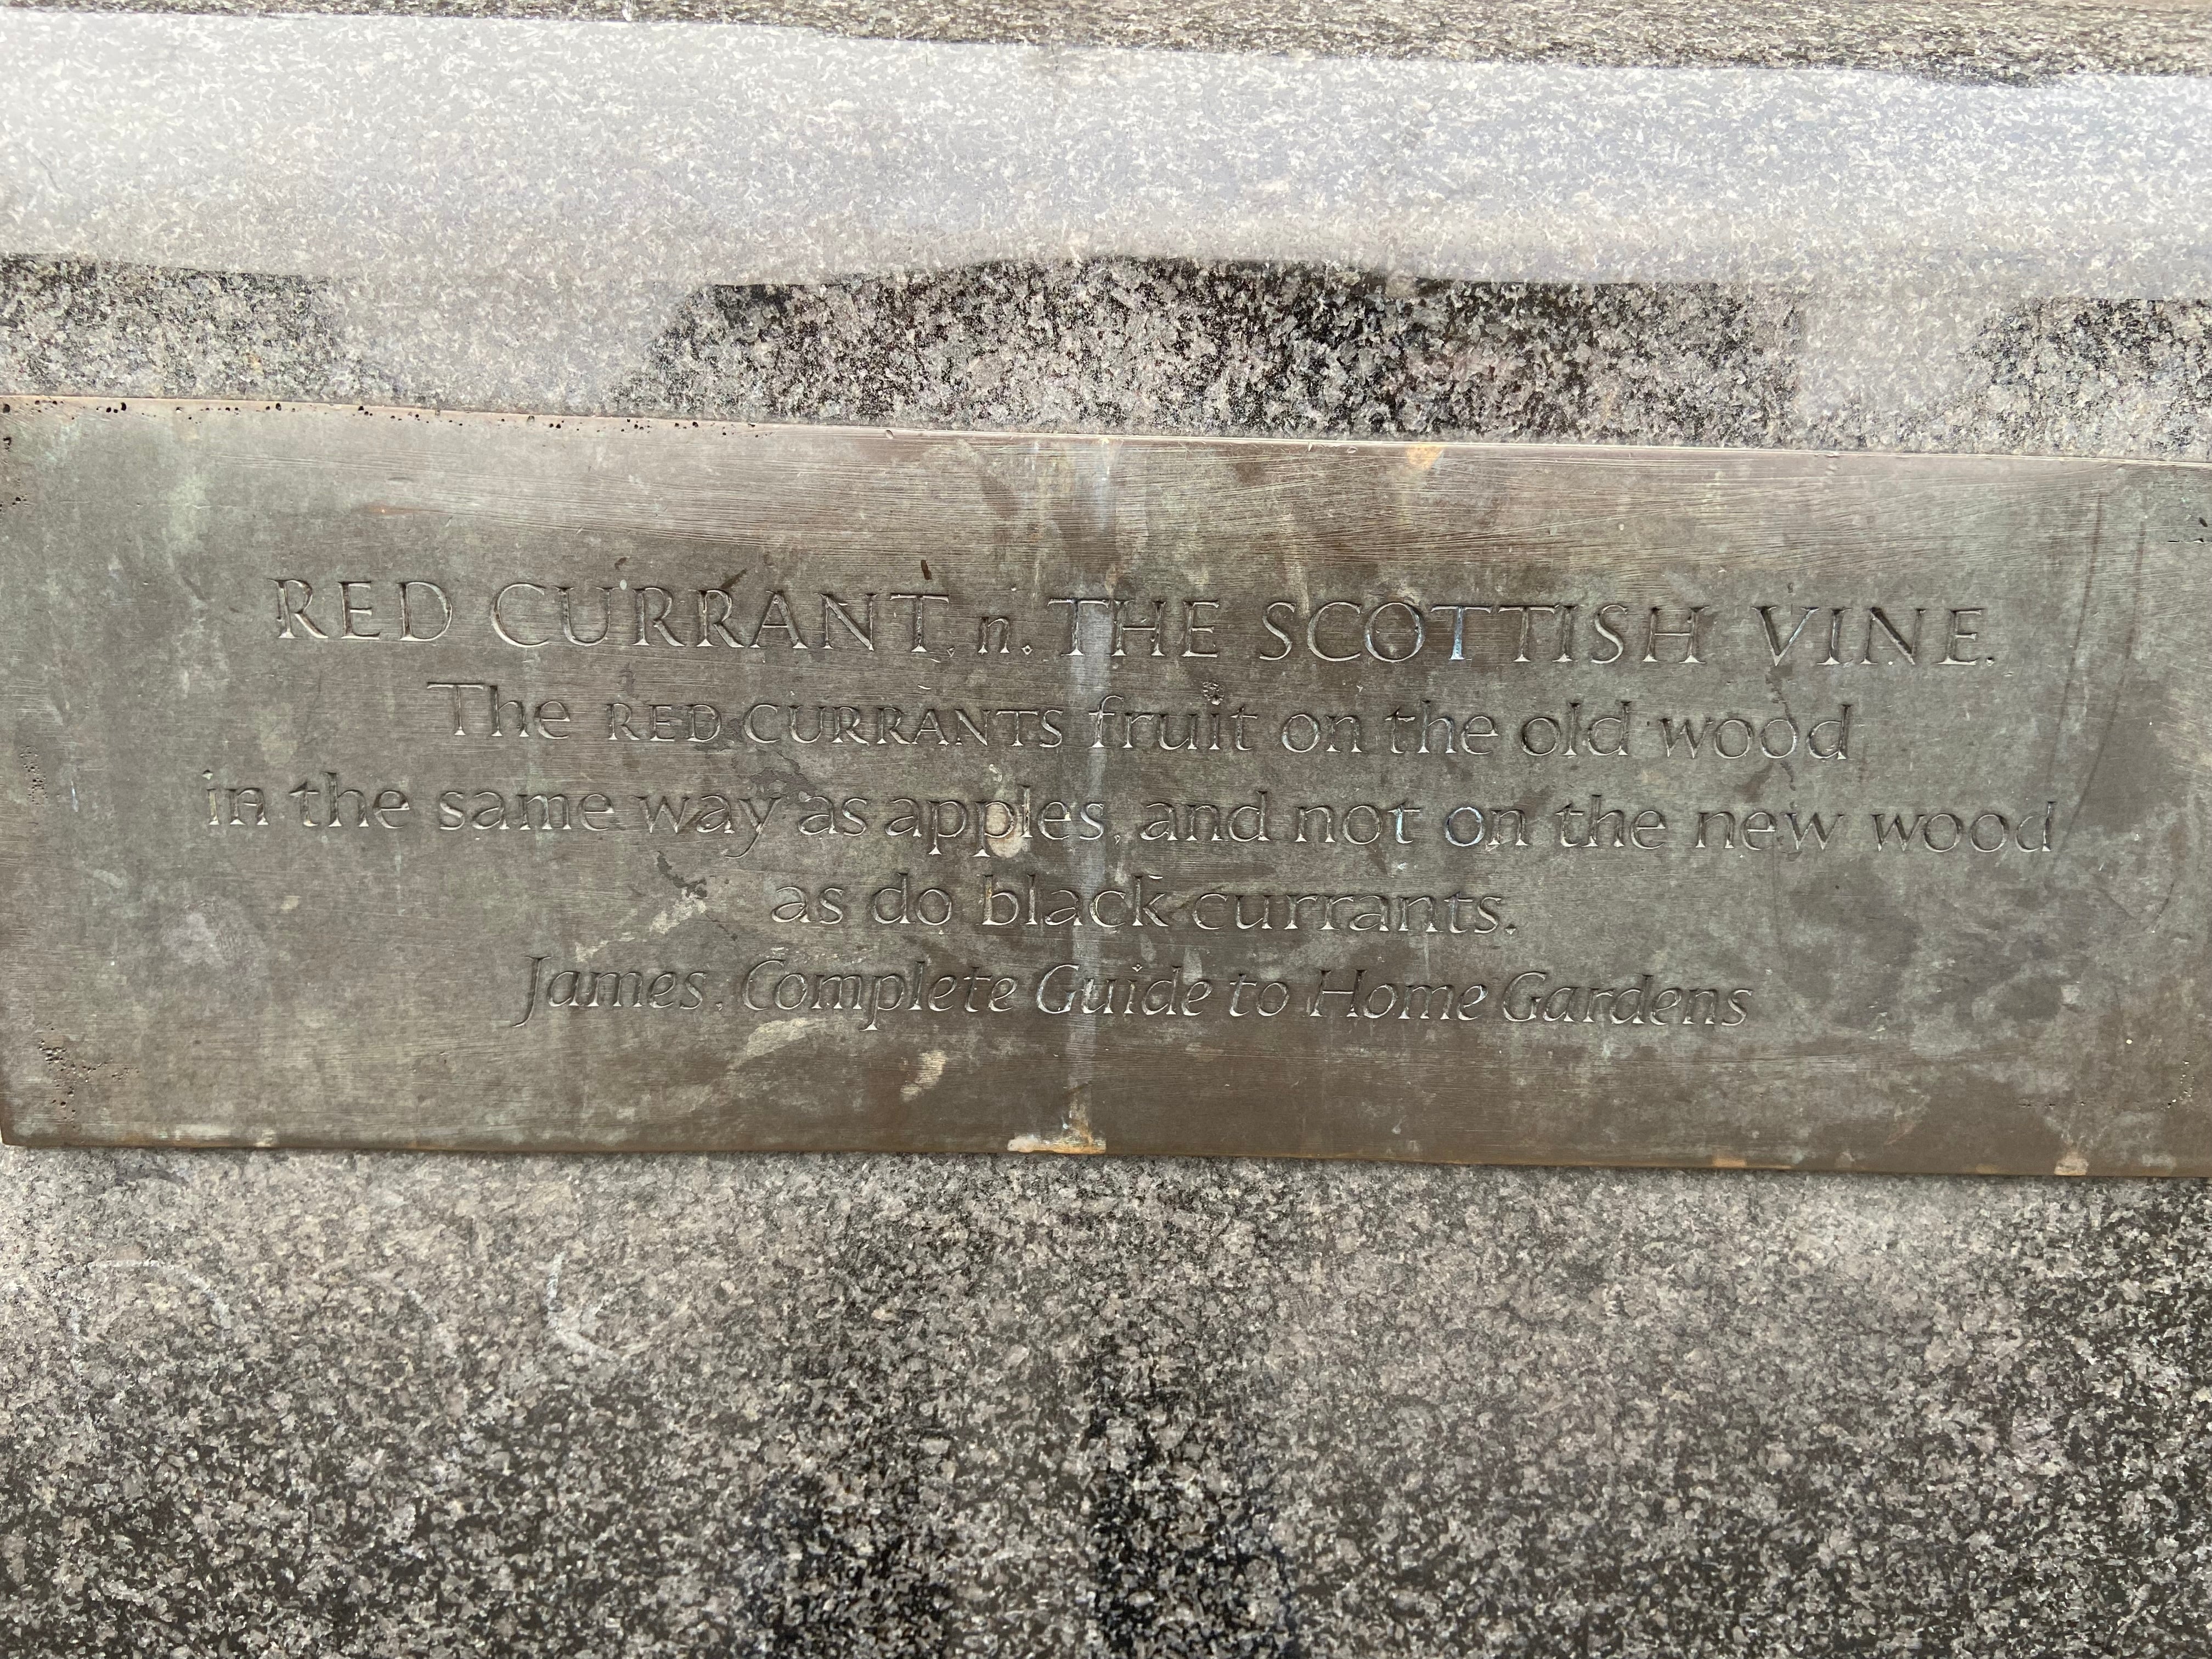 RED CURRANT, n. THE SCOTTISH VINE.
The RED CURRANTS fruit on the old wood
in the same way as apples, and not on the new wood
as do black currants.
James, Complete Guide to Home Gardens